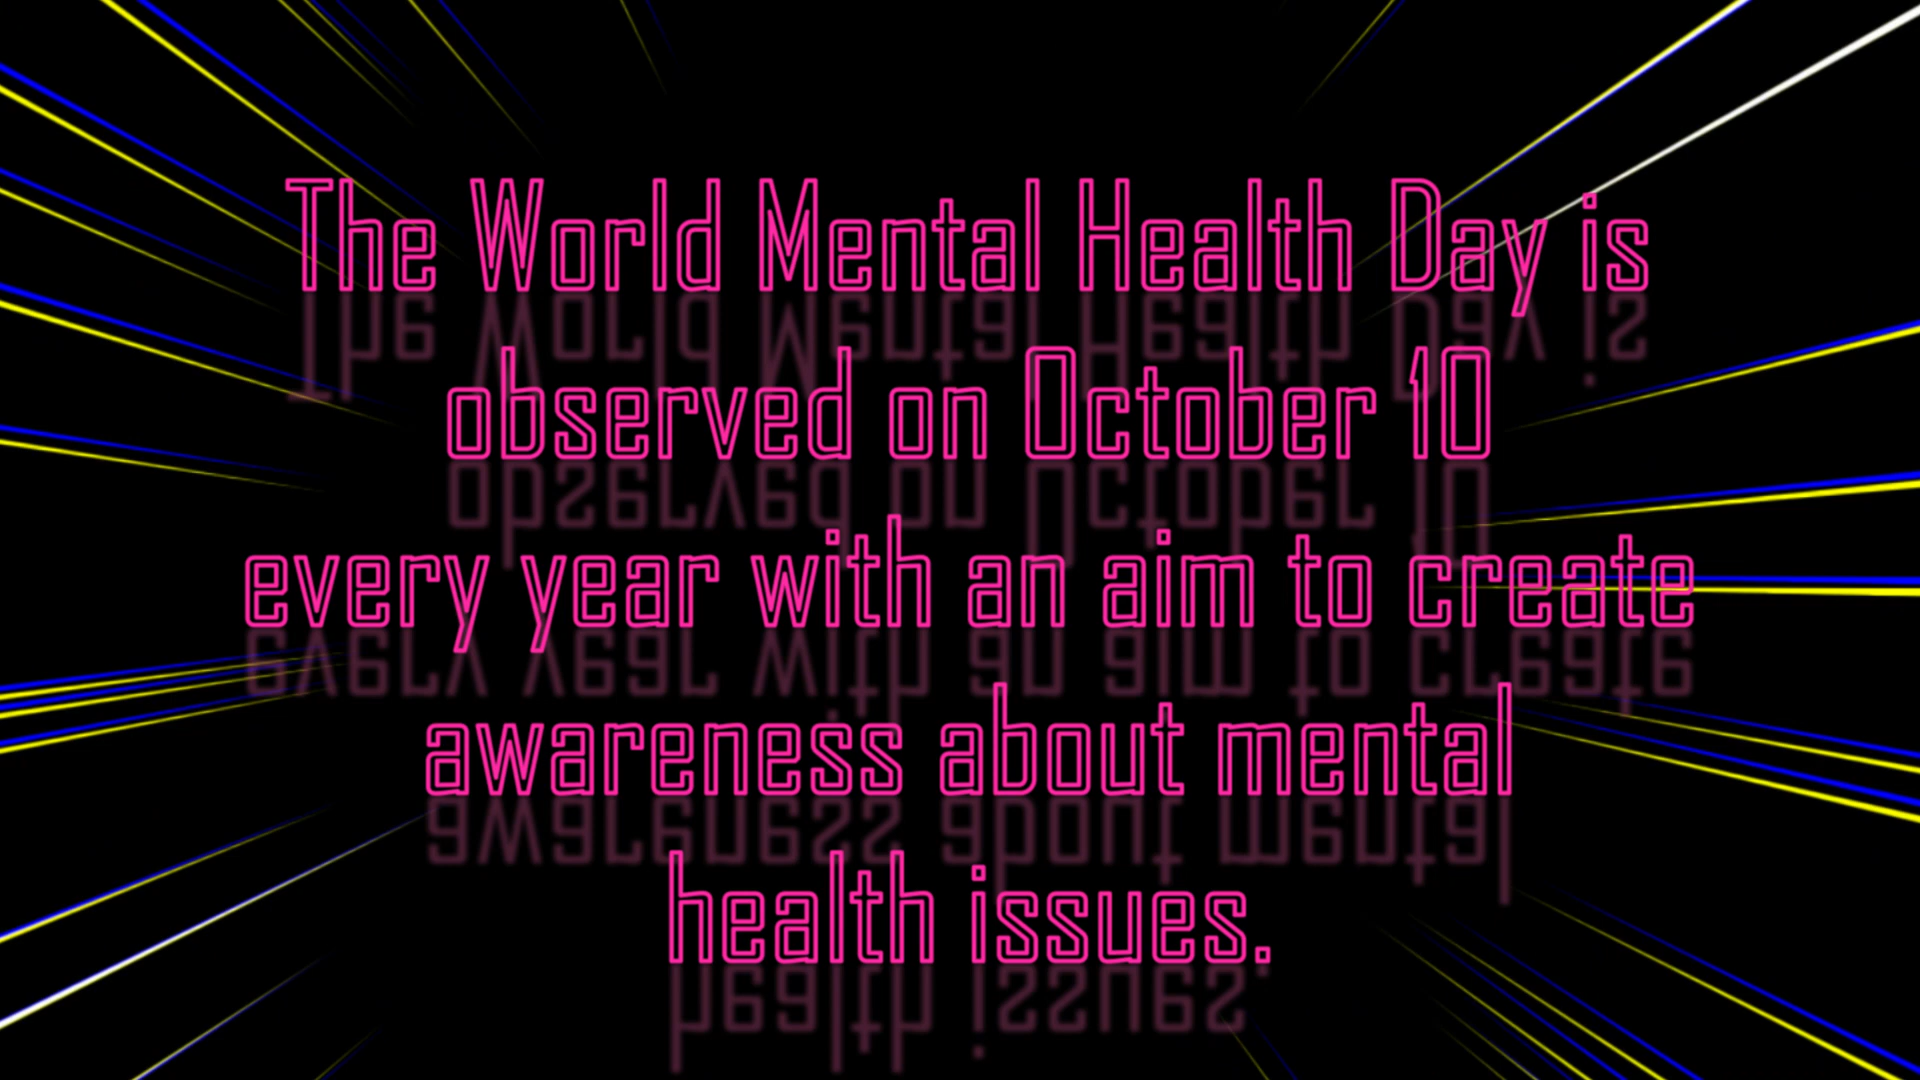 The World Mental Health Day is
observed on October 10
every year with an aim to create
awareness about mental
health issues.